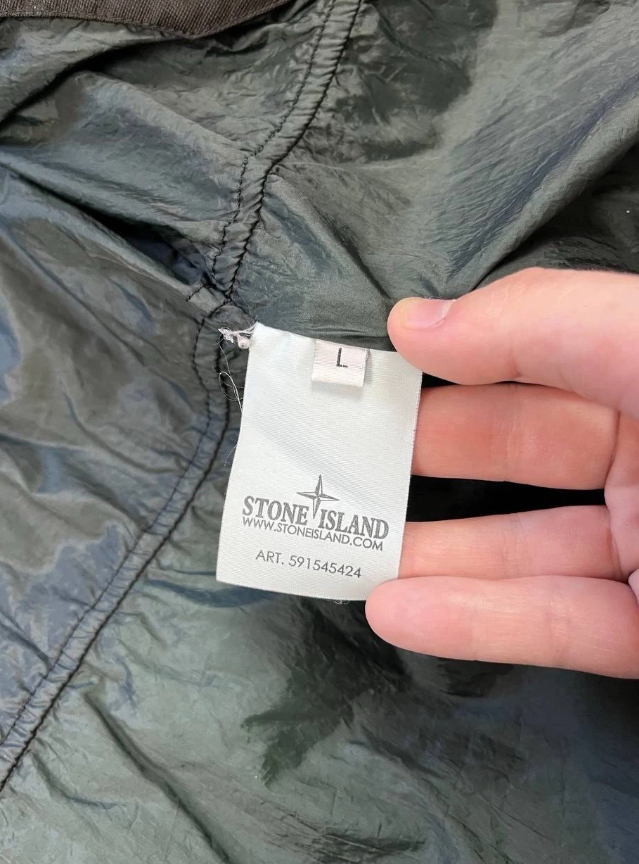 L
STONE ISLAND
WWW.STONEISLAND.COM
ART. 591545424